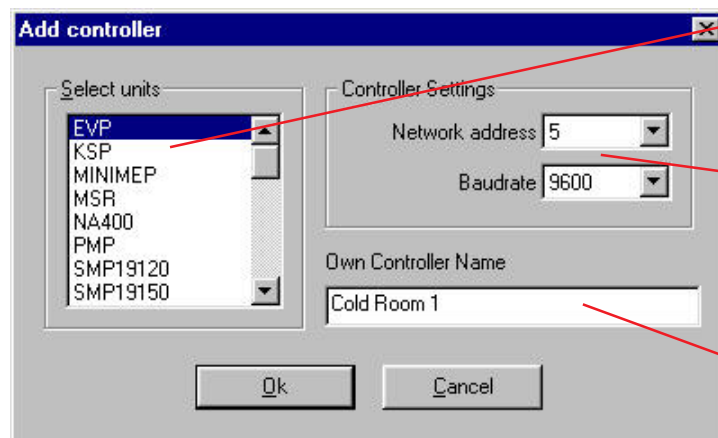 Add controller
Select units
EVP
KSP
MINIMEP
MSR
NA400
PMP
SMP19120
SMP19150
Controller Settings
Network address 5
Baudrate 9600
Own Controller Name
Cold Room 1
Ok
Cancel